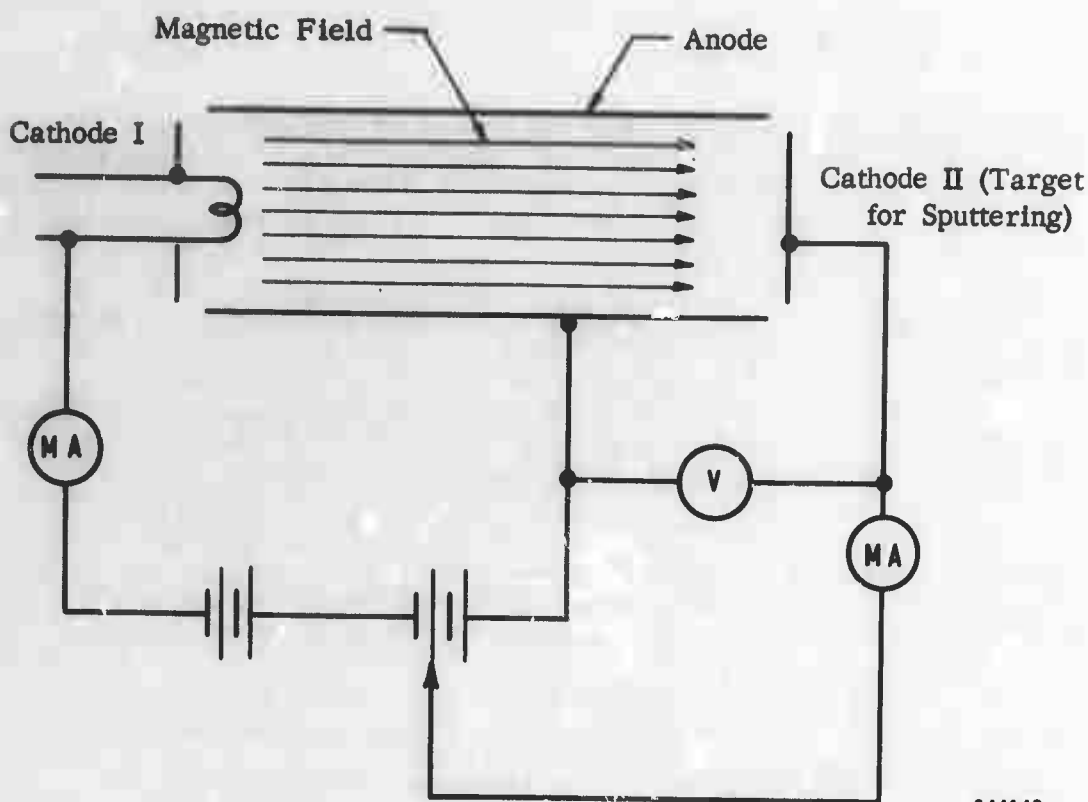 Magnetic Field
Anode
Cathode I
Cathode II (Target
for Sputtering)
MA
V
MA